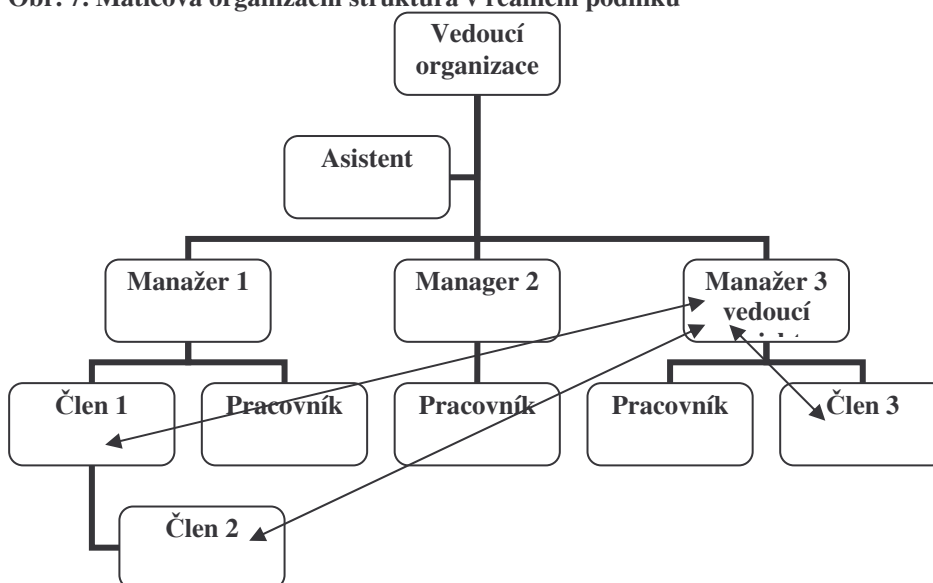 Obr. 7. Maticová organizační struktura v reálném podniku
Vedoucí
organizace
Asistent
Manažer 1
Manager 2
Manažer 3
vedoucí
Člen 1
Pracovník
Pracovník
Pracovník
Člen 3
Člen 2